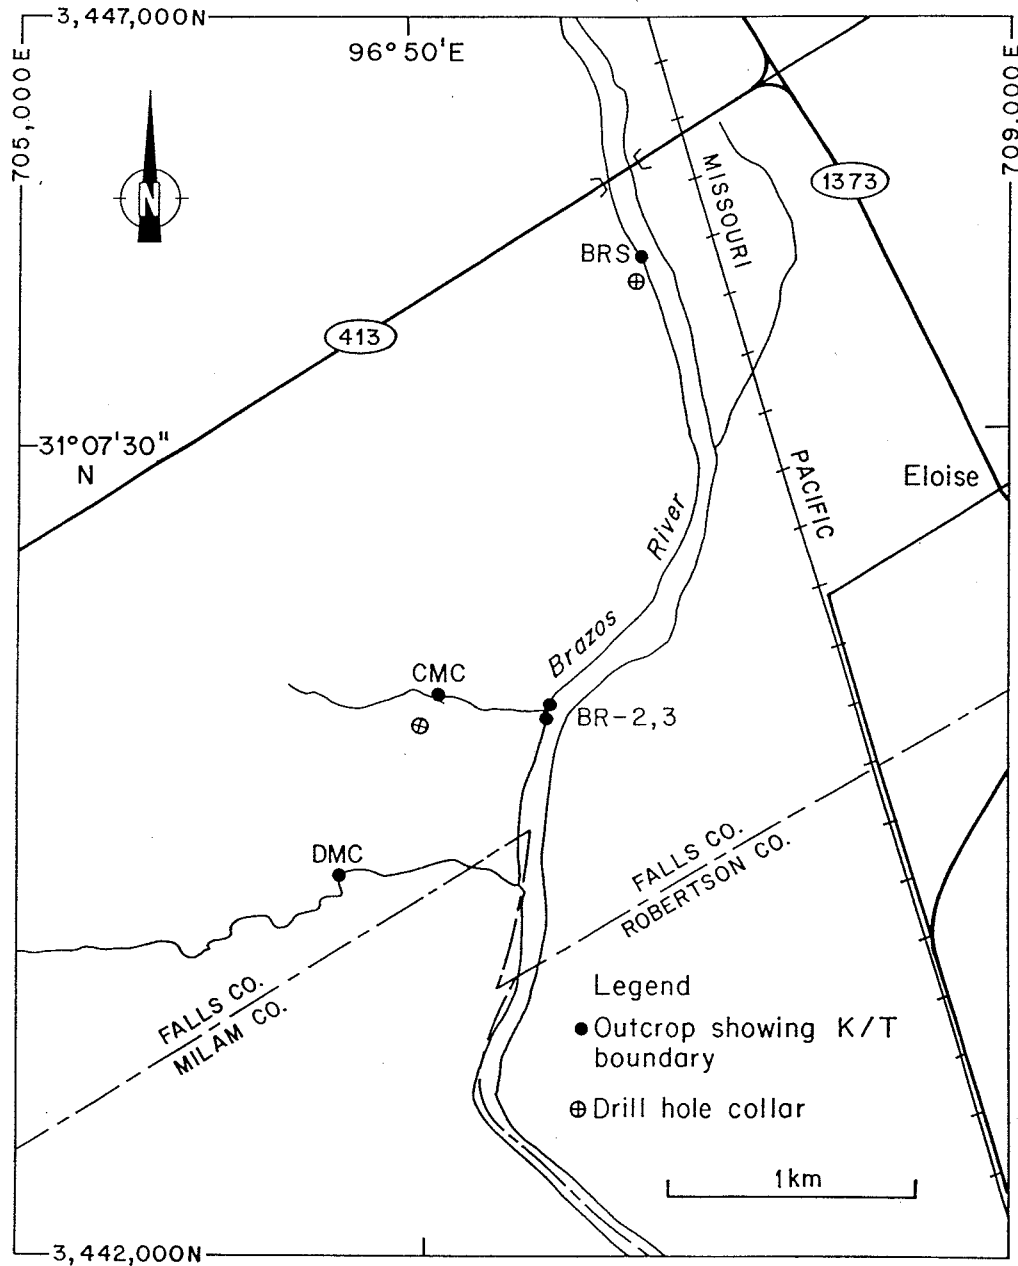 3,447,000N
96°50'E
705,000E
709,000E
N
1373
MISSOURI
BRS
413
31°07'30"
N
PACIFIC
Eloise
River
Brazos
CMC
BR-2,3
DMC
FALLS CO.
ROBERTSON CO.
FALLS CO.
MILAM CO.
Legend
Outcrop showing K/T
boundary
Drill hole collar
1km
3,442,000N